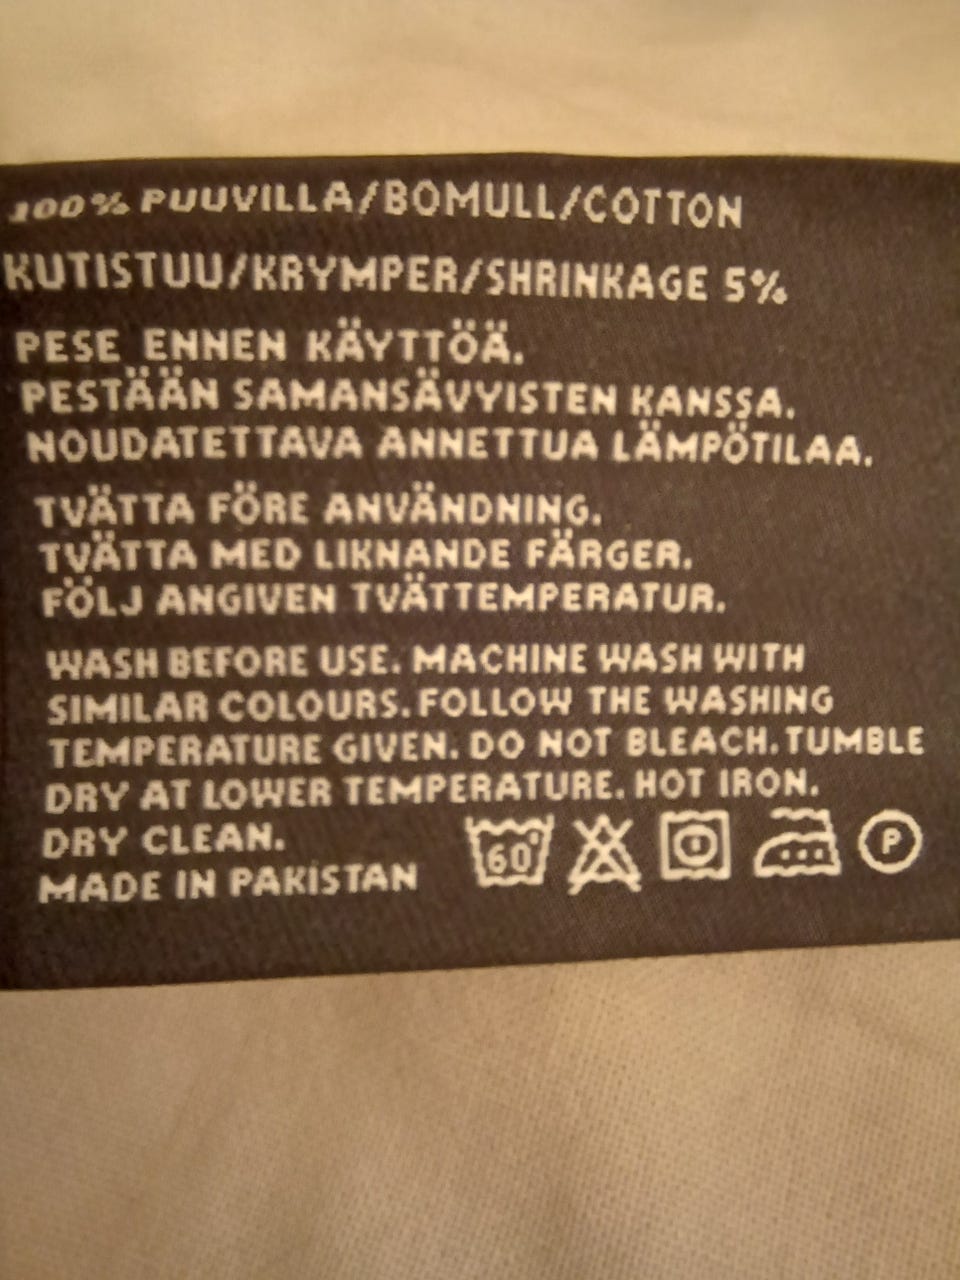 100% PUUVILLA/BOMULL/COTTON
KUTISTUU/KRYMPER/SHRINKAGE 5%
PESE ENNEN KÄYTTÖÄ.
PESTÄÄN SAMANSÄVYISTEN KANSSA.
NOUDATETTAVA ANNETTUA LÄMPÖTILAA.
TVÄTTA FÖRE ANVÄNDNING.
TVÄTTA MED LIKNANDE FÄRGER.
FÖLJ ANGIVEN TVÄTTEMPERATUR.
WASH BEFORE USE. MACHINE WASH WITH
SIMILAR COLOURS. FOLLOW THE WASHING
TEMPERATURE GIVEN. DO NOT BLEACH. TUMBLE
DRY AT LOWER TEMPERATURE. HOT IRON.
DRY CLEAN.
60° P
MADE IN PAKISTAN